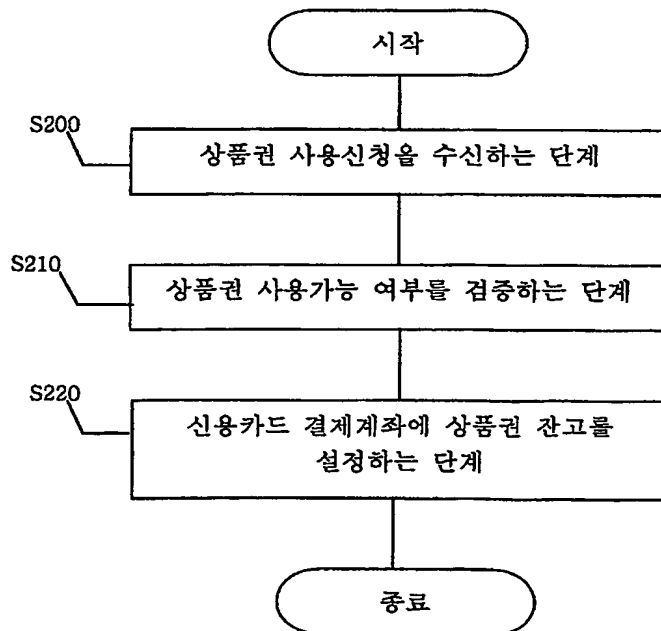 시작
S200
상품권 사용신청을 수신하는 단계
S210
상품권 사용가능 여부를 검증하는 단계
S220
신용카드 결제계좌에 상품권 잔고를
설정하는 단계
종료